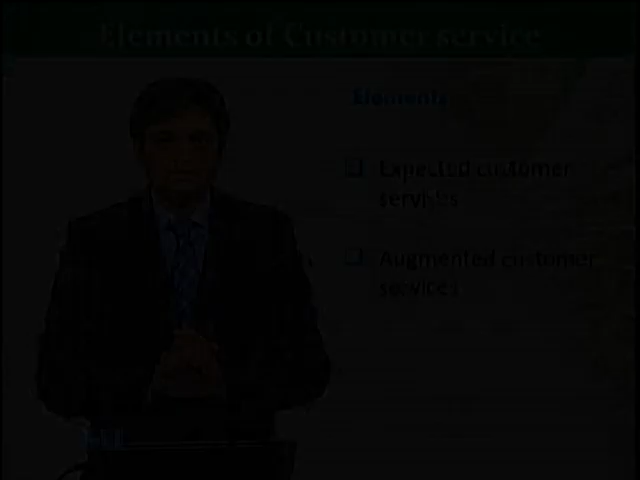 Elements of Customer service
Elements
Expected customer
services
Augmented customer
services